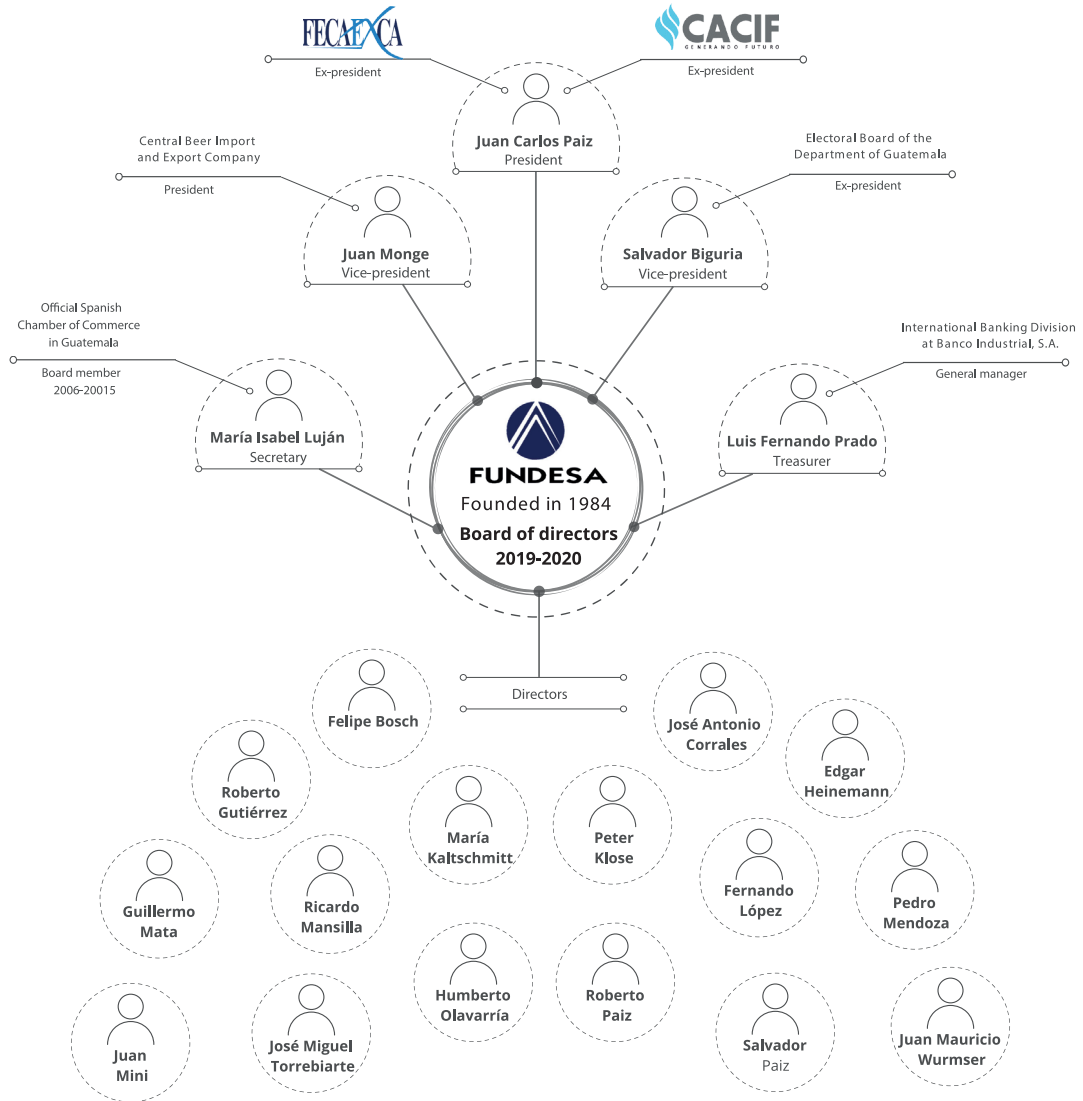 FECAEXCA
Ex-president
CACIF
GENERANDO FUTURO
Ex-president
Juan Carlos Paiz
President
Central Beer Import
and Export Company
President
Juan Monge
Vice-president
Electoral Board of the
Department of Guatemala
Ex-president
Salvador Biguria
Vice-president
Official Spanish
Chamber of Commerce
in Guatemala
Board member
2006-20015
María Isabel Luján
Secretary
International Banking Division
at Banco Industrial, S.A.
General manager
Luis Fernando Prado
Treasurer
FUNDESA
Founded in 1984
Board of directors
2019-2020
Directors
Felipe Bosch
José Antonio
Corrales
Roberto
Gutiérrez
Edgar
Heinemann
María
Kaltschmitt
Peter
Klose
Guillermo
Mata
Ricardo
Mansilla
Fernando
López
Pedro
Mendoza
Humberto
Olavarría
Roberto
Paiz
Juan
Mini
José Miguel
Torrebiarte
Salvador
Paiz
Juan Mauricio
Wurmser